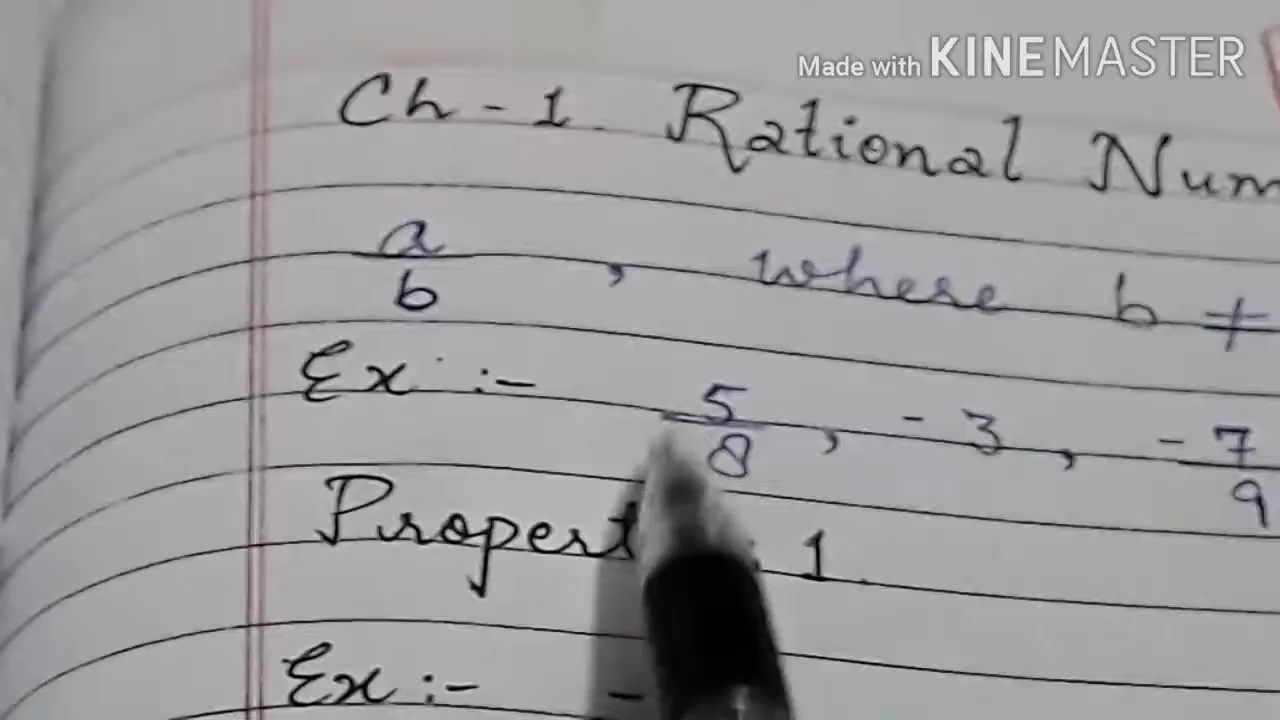 Made with KINEMASTER
Ch - 1. Rational Num
a/b , where b ≠
Ex :- 5/8 , -3 , -7/9
Propert 1.
Ex :- -